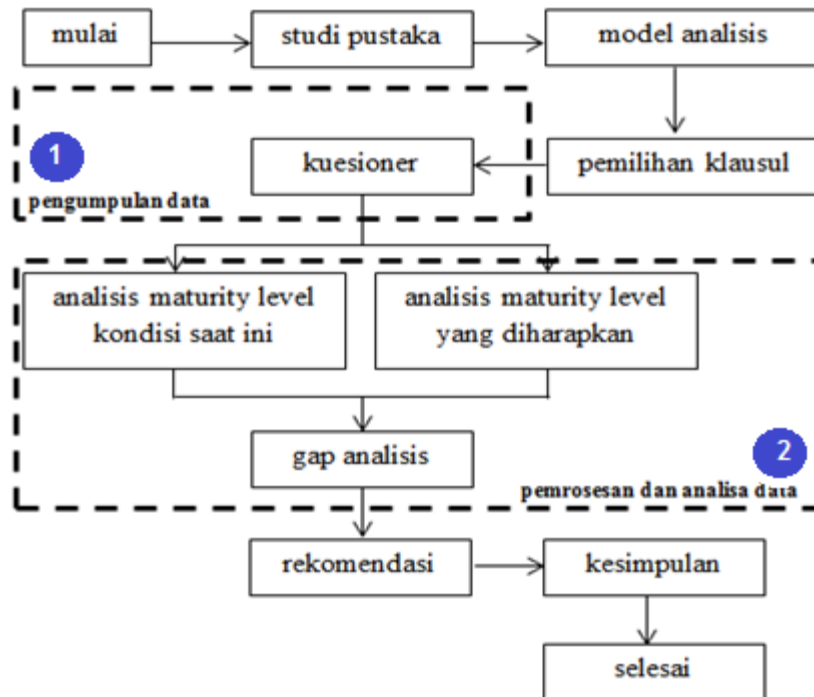 mulai
studi pustaka
model analisis
1
kuesioner
pemilihan klausul
pengumpulan data
analisis maturity level
kondisi saat ini
analisis maturity level
yang diharapkan
gap analisis
2
pemrosesan dan analisa data
rekomendasi
kesimpulan
selesai